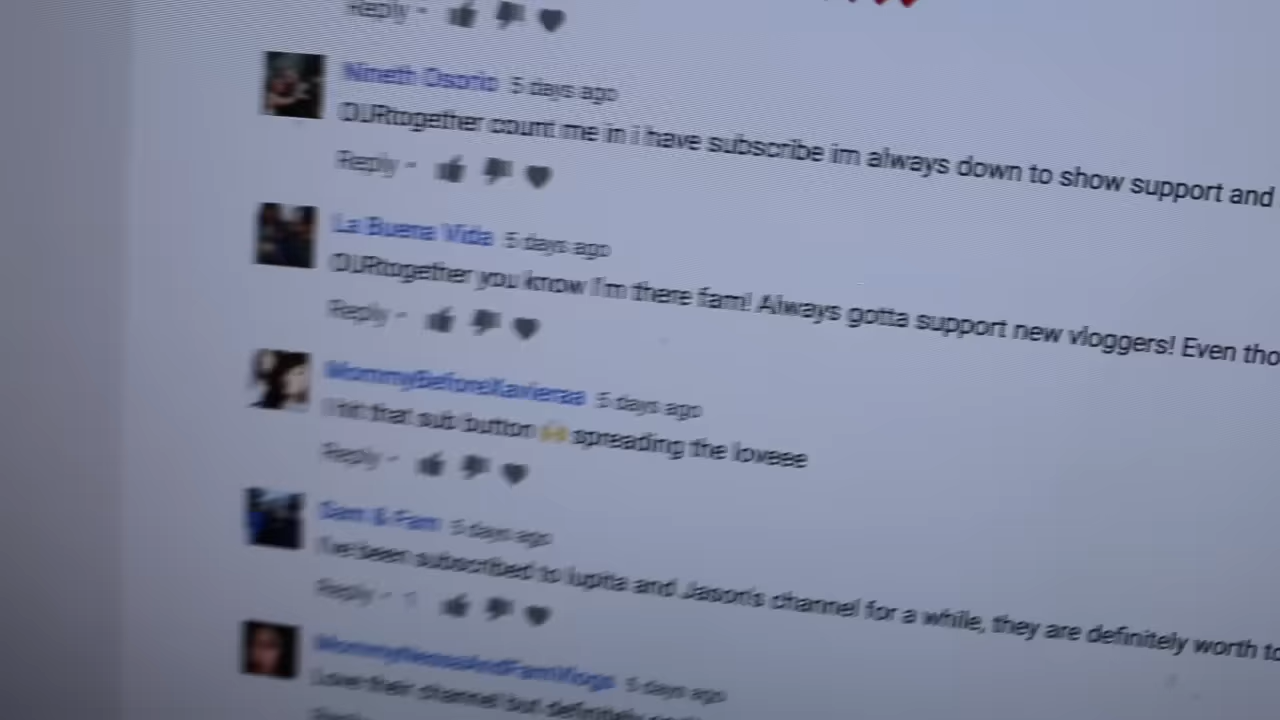 Reply
Nineth Osorio 5 days ago
OURtogether count me in i have subscribe im always down to show support and
Reply
La Buena Vida 5 days ago
OURtogether you know I'm there fam! Always gotta support new vloggers! Even tho
Reply
5 days ago
I hit that sub button 🙌 spreading the loveee
Reply
Sam & Fam 5 days ago
I've been subscribed to lupita and Jason's channel for a while, they are definitely worth to
Reply 1
5 days ago
Love their channel but definitely